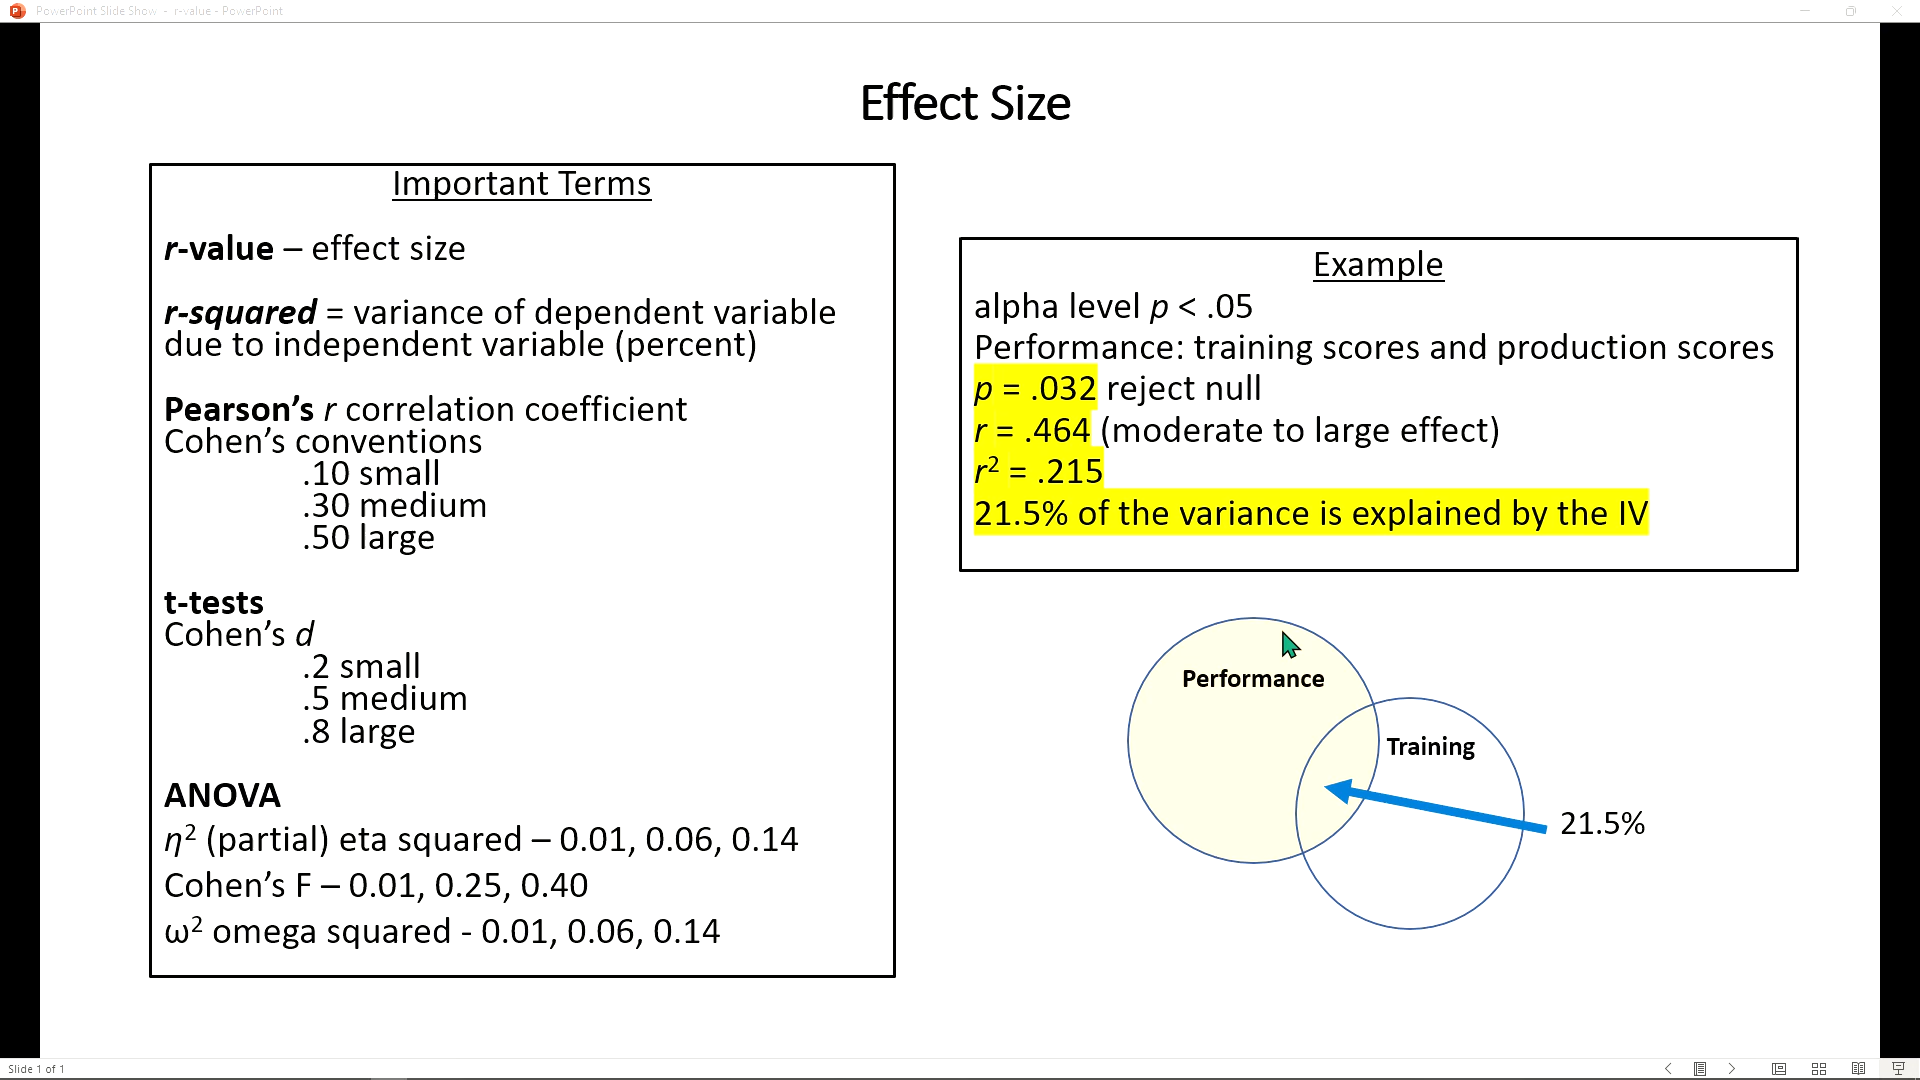 PowerPoint Slide Show - r-value - PowerPoint
Effect Size
Important Terms
r-value – effect size
r-squared = variance of dependent variable
due to independent variable (percent)
Pearson’s r correlation coefficient
Cohen’s conventions
.10 small
.30 medium
.50 large
t-tests
Cohen’s d
.2 small
.5 medium
.8 large
ANOVA
η² (partial) eta squared – 0.01, 0.06, 0.14
Cohen’s F – 0.01, 0.25, 0.40
ω² omega squared - 0.01, 0.06, 0.14
Example
alpha level p < .05
Performance: training scores and production scores
p = .032 reject null
r = .464 (moderate to large effect)
r² = .215
21.5% of the variance is explained by the IV
Performance
Training
21.5%
Slide 1 of 1